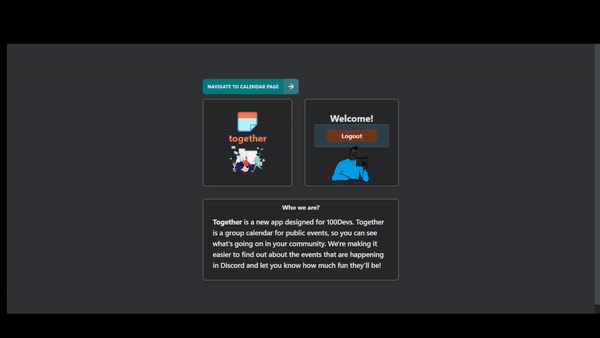 NAVIGATE TO CALENDAR PAGE
together
Welcome!
Logout
Who we are?
Together is a new app designed for 100Devs. Together
is a group calendar for public events, so you can see
what's going on in your community. We're making it
easier to find out about the events that are happening
in Discord and let you know how much fun they'll be!